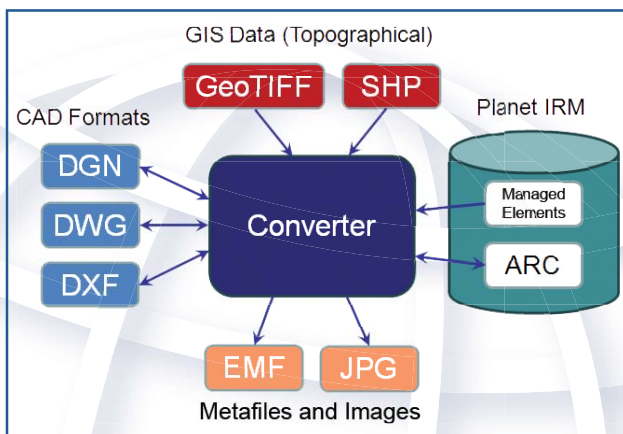 GIS Data (Topographical)
GeoTIFF
SHP
CAD Formats
Planet IRM
DGN
DWG
DXF
Converter
Managed
Elements
ARC
EMF
JPG
Metafiles and Images